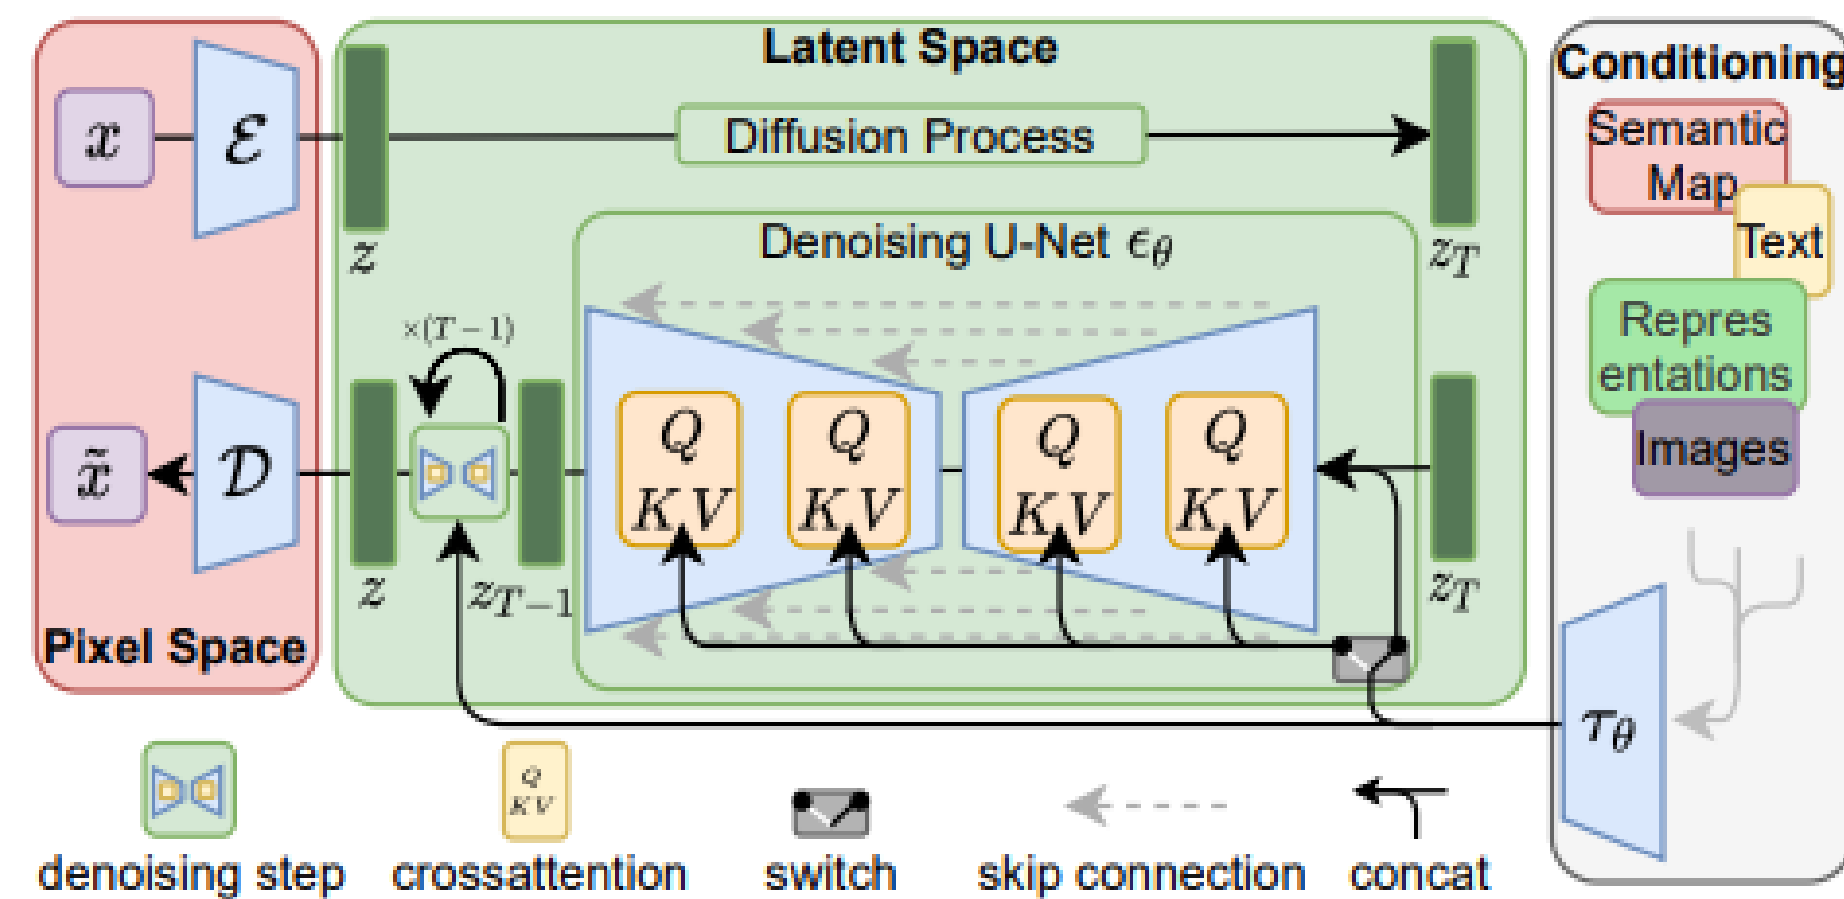 Latent Space
Conditioning
x
ℰ
Diffusion Process
Semantic
Map
z
Denoising U-Net ϵ_θ
z_T
Text
×(T−1)
Repres
entations
Images
x̃
𝒟
Q
KV
Q
KV
Q
KV
Q
KV
z
z_{T−1}
z_T
Pixel Space
τ_θ
Q
KV
denoising step
crossattention
switch
skip connection
concat